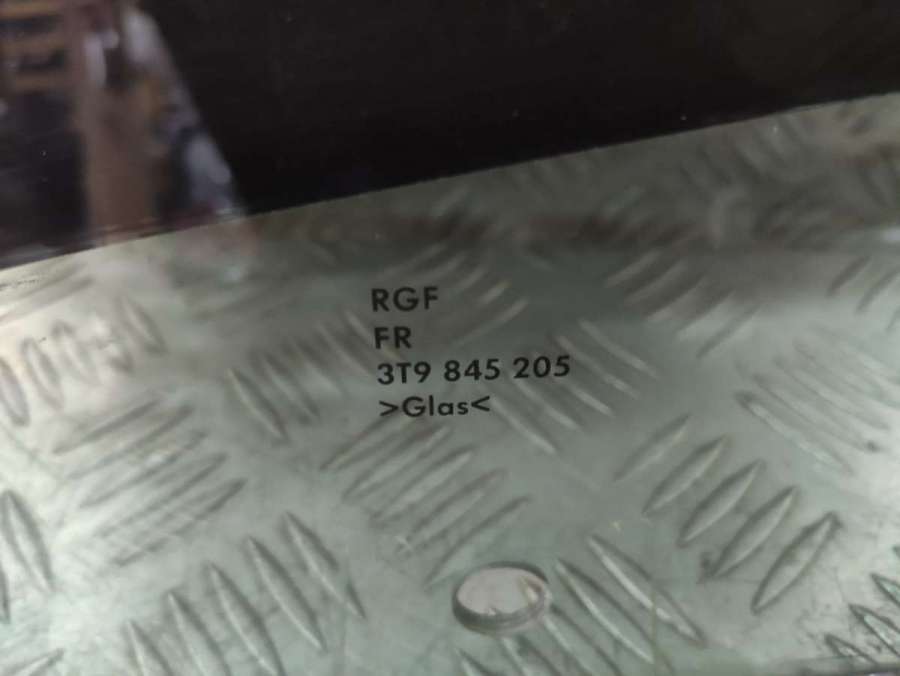 RGF
FR
3T9 845 205
>Glas<